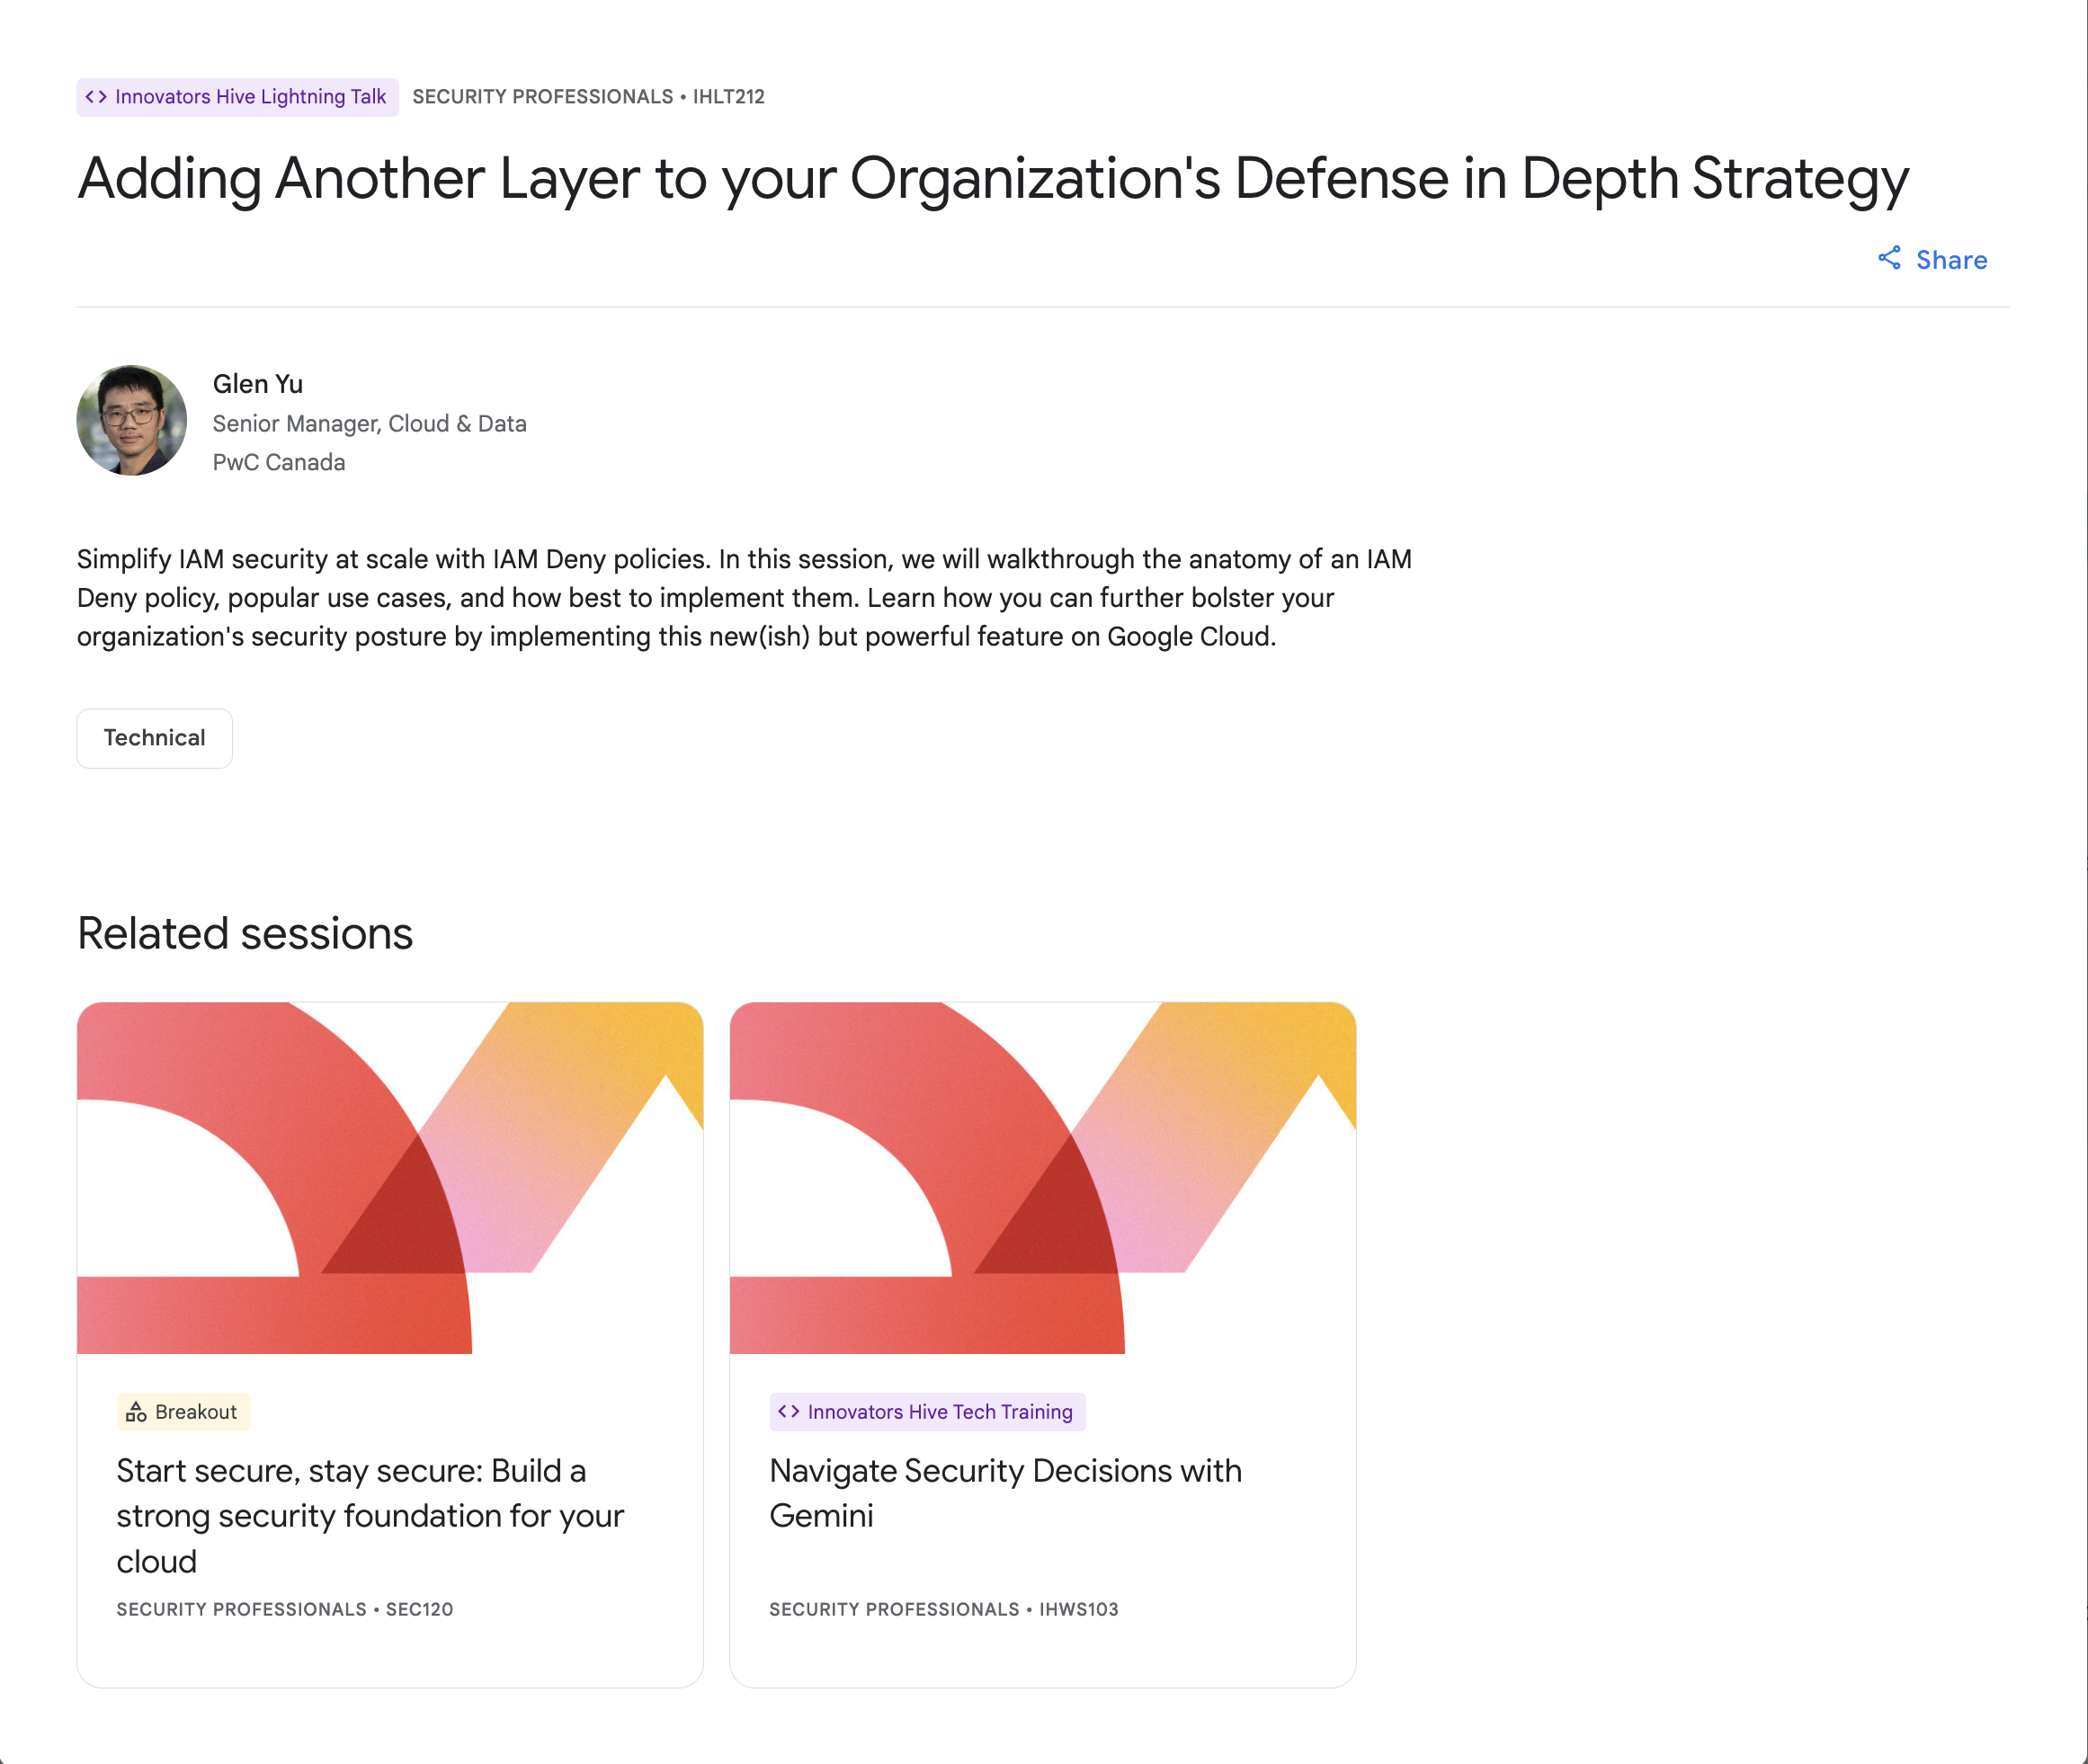 Innovators Hive Lightning Talk SECURITY PROFESSIONALS • IHLT212
Adding Another Layer to your Organization's Defense in Depth Strategy
Share
Glen Yu
Senior Manager, Cloud & Data
PwC Canada
Simplify IAM security at scale with IAM Deny policies. In this session, we will walkthrough the anatomy of an IAM
Deny policy, popular use cases, and how best to implement them. Learn how you can further bolster your
organization's security posture by implementing this new(ish) but powerful feature on Google Cloud.
Technical
Related sessions
Breakout
Start secure, stay secure: Build a
strong security foundation for your
cloud
SECURITY PROFESSIONALS • SEC120
Innovators Hive Tech Training
Navigate Security Decisions with
Gemini
SECURITY PROFESSIONALS • IHWS103